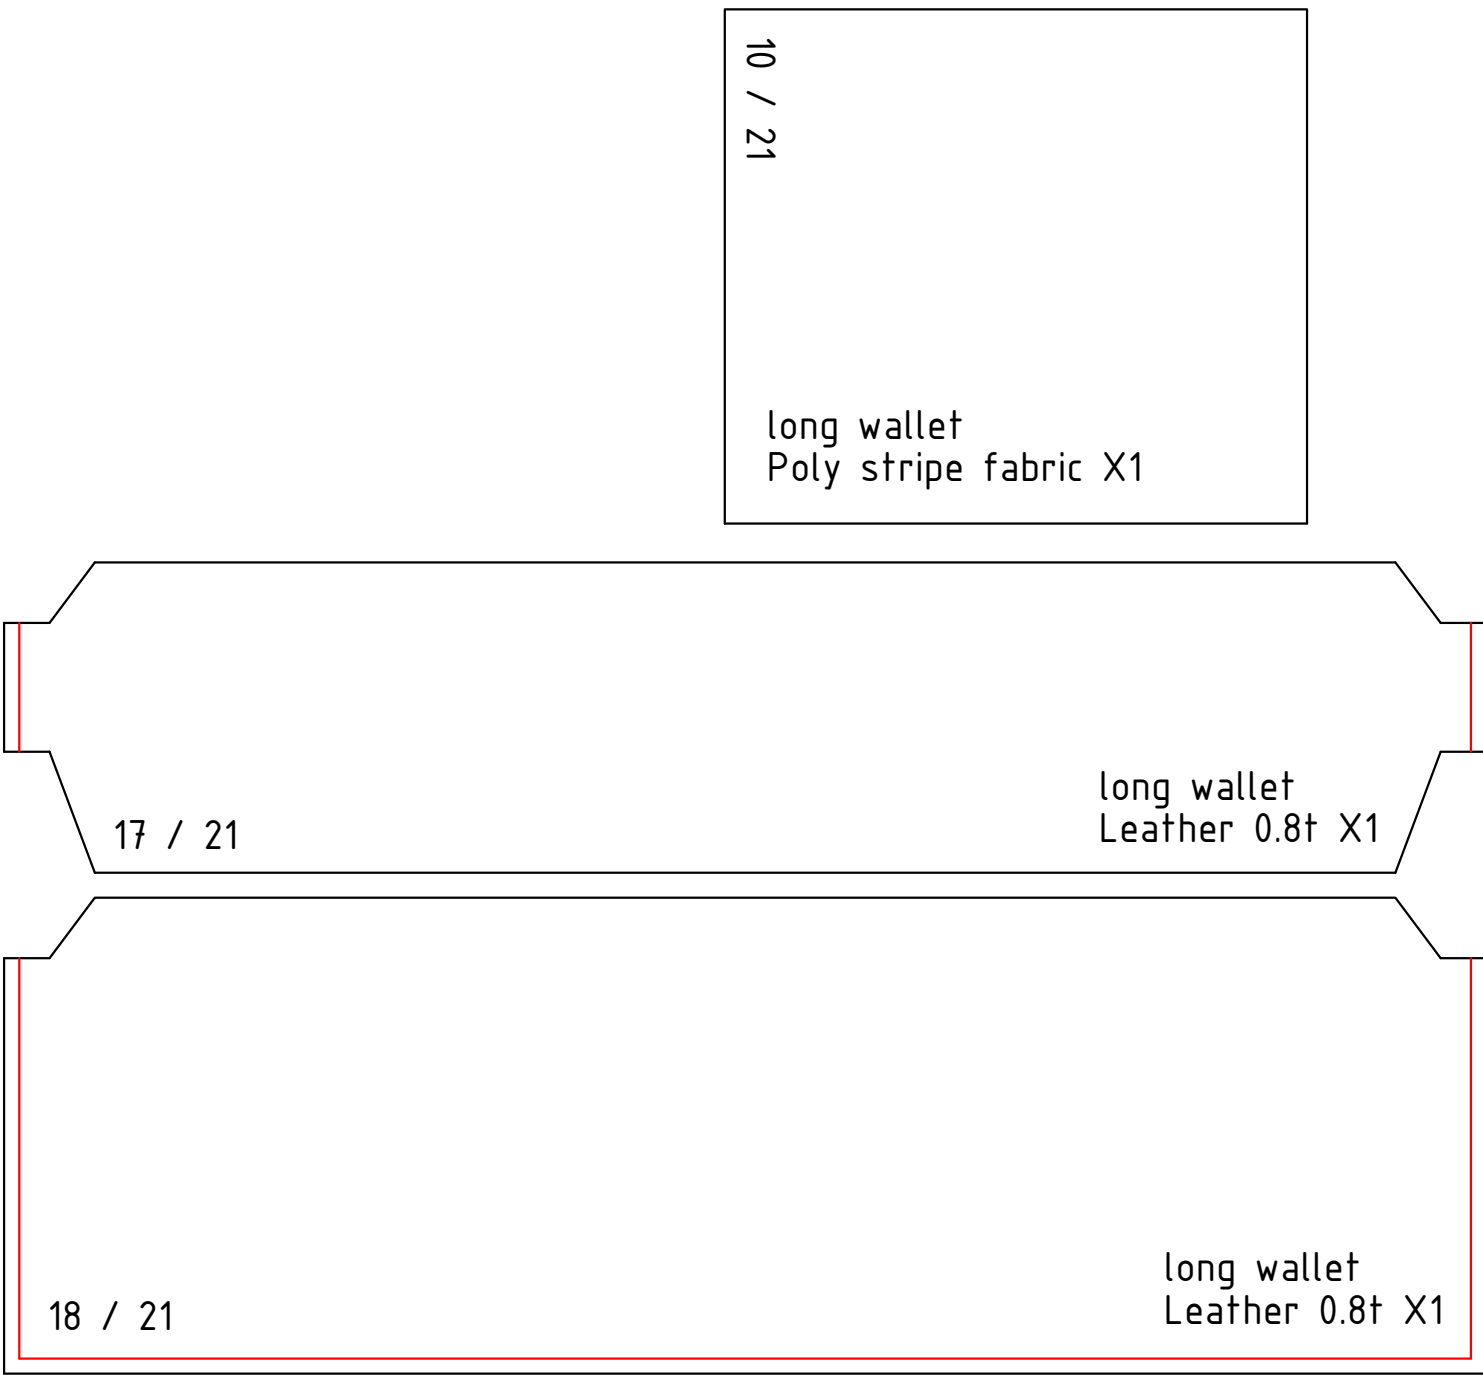 10 / 21
long wallet
Poly stripe fabric X1
17 / 21
long wallet
Leather 0.8t X1
18 / 21
long wallet
Leather 0.8t X1